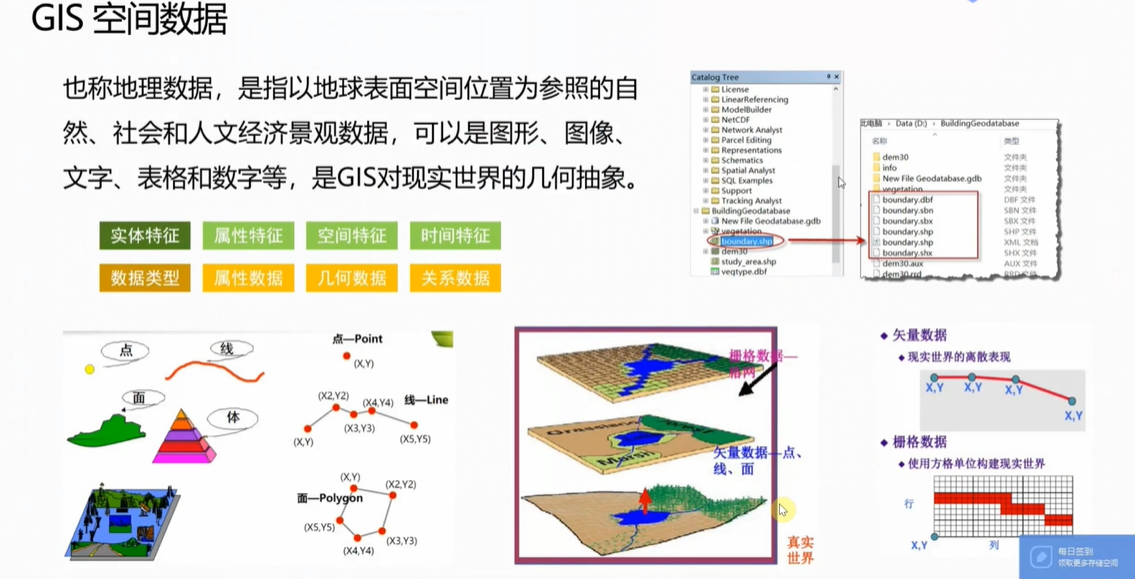 GIS 空间数据
也称地理数据，是指以地球表面空间位置为参照的自
然、社会和人文经济景观数据，可以是图形、图像、
文字、表格和数字等，是GIS对现实世界的几何抽象。
实体特征 属性特征 空间特征 时间特征
数据类型 属性数据 几何数据 关系数据
Catalog Tree
License
LinearReferencing
ModelBuilder
NetCDF
Network Analyst
Parcel Editing
Representations
Schematics
Spatial Analyst
SQL Examples
Support
Tracking Analyst
BuildingGeodatabase
New File Geodatabase.gdb
vegetation
boundary.shp
dem30
study_area.shp
vegtype.dbf
此电脑 › Data (D:) › BuildingGeodatabase
名称 类型
dem30 文件夹
info 文件夹
New File Geodatabase.gdb 文件夹
vegetation 文件夹
boundary.dbf DBF 文件
boundary.sbn SBN 文件
boundary.sbx SBX 文件
boundary.shp SHP 文件
boundary.shp XML 文档
boundary.shx SHX 文件
dem30.aux AUX 文件
dem30.rrd RRD 文件
点
线
面
体
点—Point
(X,Y)
线—Line
(X,Y)
(X2,Y2)
(X3,Y3)
(X4,Y4)
(X5,Y5)
面—Polygon
(X,Y)
(X2,Y2)
(X3,Y3)
(X4,Y4)
(X5,Y5)
栅格数据—
格网
Grassland
Marsh
矢量数据—点、
线、面
真实
世界
矢量数据
现实世界的离散表现
X,Y X,Y X,Y
X,Y
栅格数据
使用方格单位构建现实世界
行
X,Y
列
每日签到
领取更多存储空间